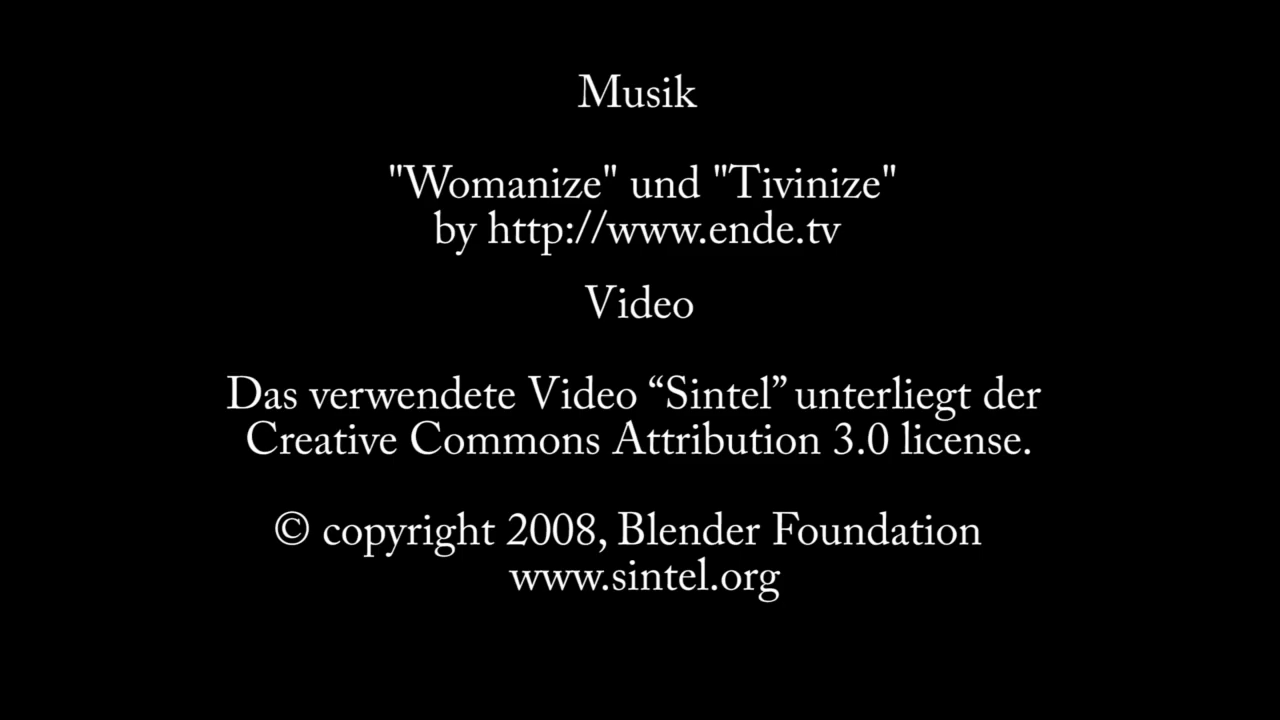 Musik
"Womanize" und "Tivinize"
by http://www.ende.tv
Video
Das verwendete Video “Sintel” unterliegt der
Creative Commons Attribution 3.0 license.
© copyright 2008, Blender Foundation
www.sintel.org